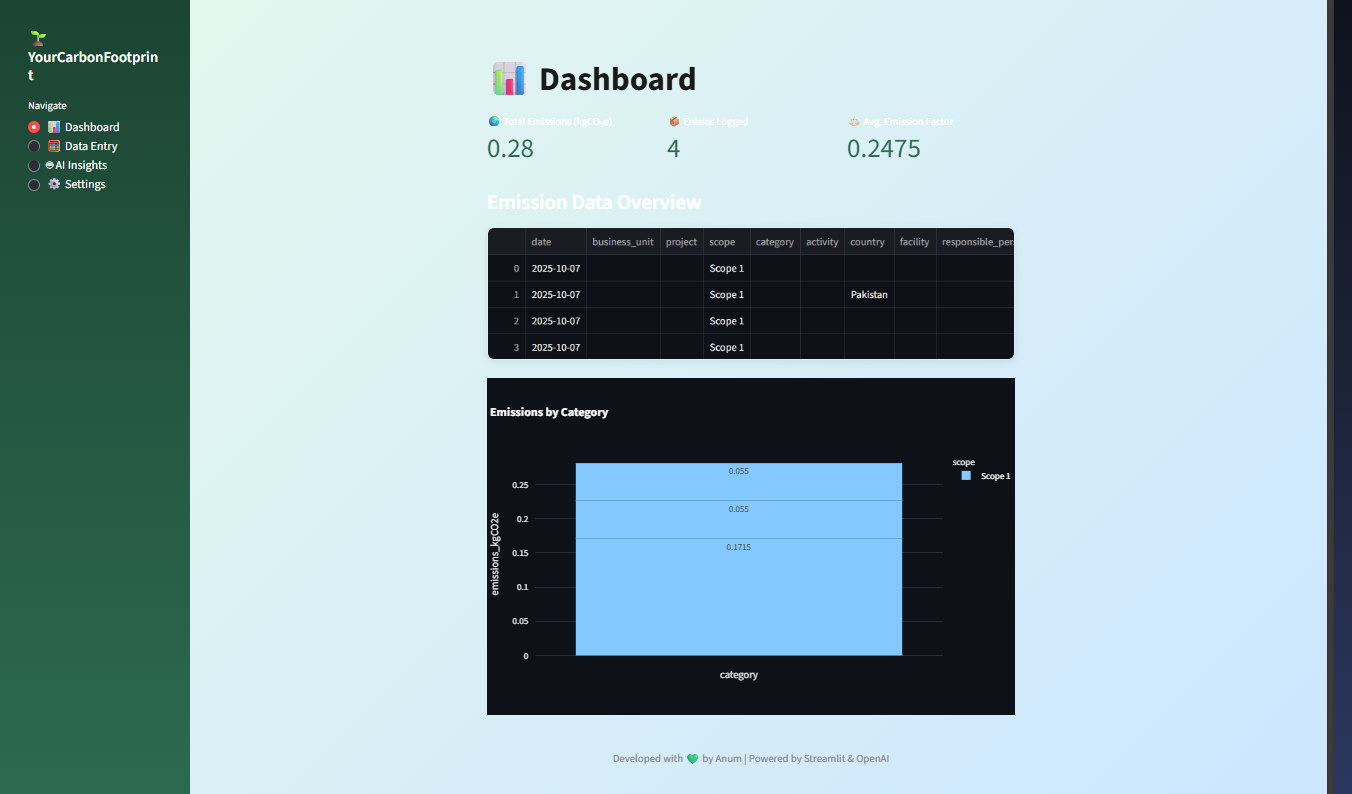 YourCarbonFootprin
t
Navigate
Dashboard
Data Entry
AI Insights
Settings
Dashboard
Total Emissions (kgCO₂e) Entries Logged Avg. Emission Factor
0.28 4 0.2475
Emission Data Overview
date business_unit project scope category activity country facility responsible_per
0 2025-10-07 Scope 1
1 2025-10-07 Scope 1 Pakistan
2 2025-10-07 Scope 1
3 2025-10-07 Scope 1
Emissions by Category
scope
Scope 1
0.055
0.055
0.1715
0.25
0.2
0.15
0.1
0.05
0
emissions_kgCO2e
category
Developed with 💚 by Anum | Powered by Streamlit & OpenAI